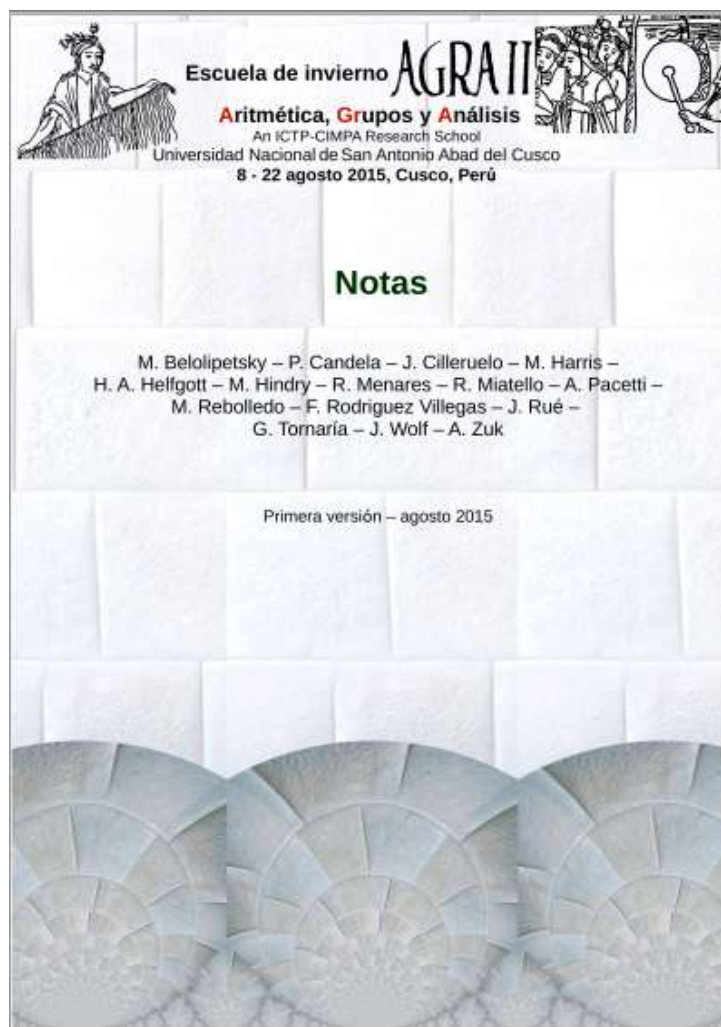 Escuela de invierno AGRA II
Aritmética, Grupos y Análisis
An ICTP-CIMPA Research School
Universidad Nacional de San Antonio Abad del Cusco
8 - 22 agosto 2015, Cusco, Perú
Notas
M. Belolipetsky – P. Candela – J. Cilleruelo – M. Harris –
H. A. Helfgott – M. Hindry – R. Menares – R. Miatello – A. Pacetti –
M. Rebolledo – F. Rodriguez Villegas – J. Rué –
G. Tornaría – J. Wolf – A. Zuk
Primera versión – agosto 2015